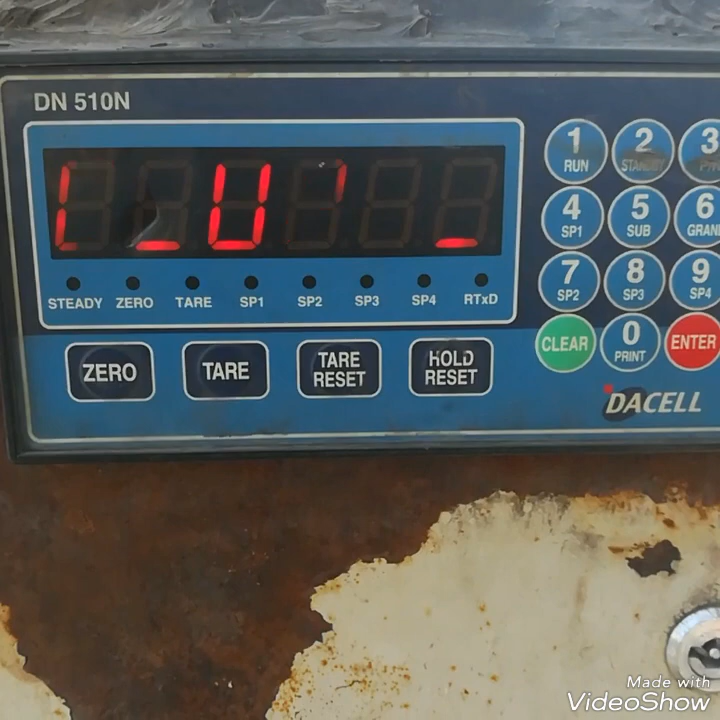 DN 510N
STEADY ZERO TARE SP1 SP2 SP3 SP4 RTxD
ZERO TARE TARE RESET HOLD RESET
1 2 3
RUN
4 5 6
SP1 SUB GRAND
7 8 9
SP2 SP3 SP4
CLEAR 0 ENTER
PRINT
DACELL
Made with
VideoShow